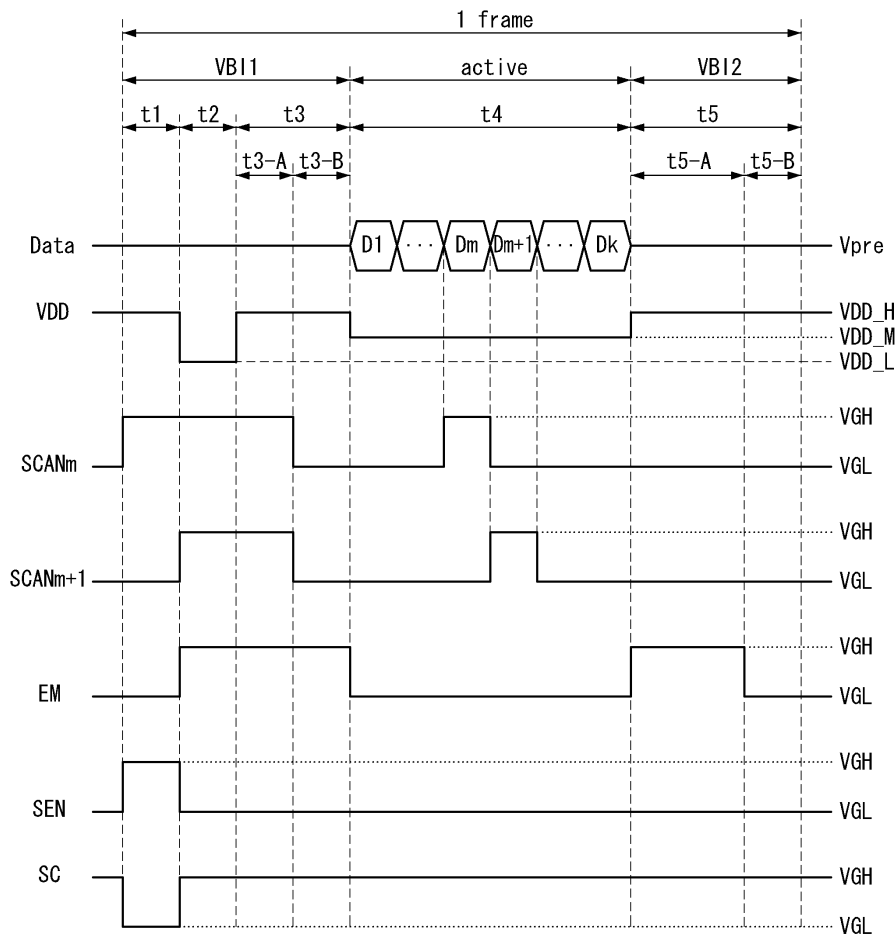 1 frame
VBI1 active VBI2
t1 t2 t3 t4 t5
t3-A t3-B t5-A t5-B
Data D1 ··· Dm Dm+1 ··· Dk Vpre
VDD VDD_H
VDD_M
VDD_L
VGH
SCANm VGL
VGH
SCANm+1 VGL
VGH
EM VGL
VGH
SEN VGL
SC VGH
VGL